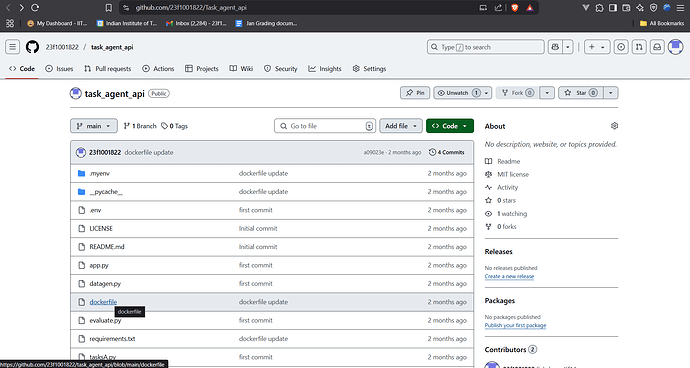 github.com/23f1001822/Task_agent_api
My Dashboard - IIT... Indian Institute of T... Inbox (2,284) - 23f1... Jan Grading docum... All Bookmarks
23f1001822 / task_agent_api Type / to search
Code Issues Pull requests Actions Projects Wiki Security Insights Settings
task_agent_api Public Pin Unwatch 1 Fork 0 Star 0
main 1 Branch 0 Tags Go to file t Add file Code
23f1001822 dockerfile update a09023e · 2 months ago 4 Commits
.myenv dockerfile update 2 months ago
__pycache__ dockerfile update 2 months ago
.env first commit 2 months ago
LICENSE Initial commit 2 months ago
README.md Initial commit 2 months ago
app.py first commit 2 months ago
datagen.py first commit 2 months ago
dockerfile dockerfile update 2 months ago
dockerfile
evaluate.py first commit 2 months ago
requirements.txt dockerfile update 2 months ago
tasksA.py first commit 2 months ago
https://github.com/23f1001822/task_agent_api/blob/main/dockerfile
About
No description, website, or topics provided.
Readme
MIT license
Activity
0 stars
1 watching
0 forks
Releases
No releases published
Create a new release
Packages
No packages published
Publish your first package
Contributors 2